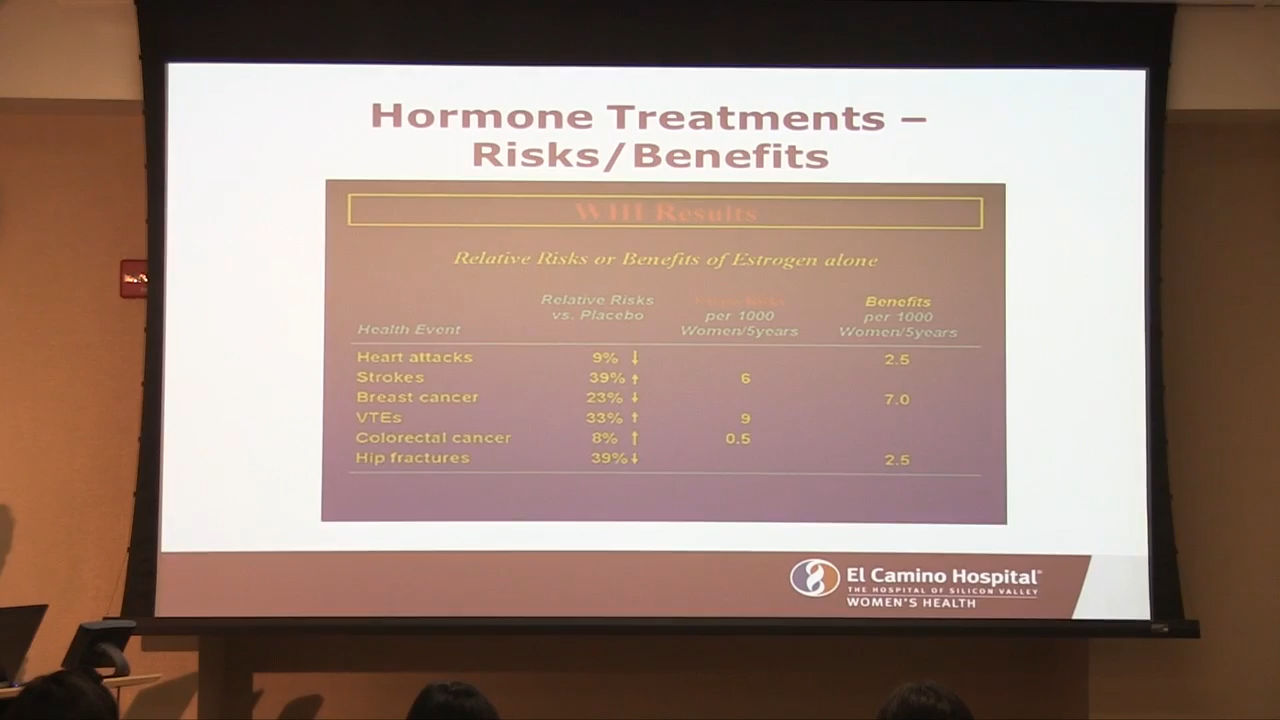 Hormone Treatments –
Risks/Benefits
WHI Results
Relative Risks or Benefits of Estrogen alone
Health Event
Relative Risks
vs. Placebo
per 1000
Women/5years
Benefits
per 1000
Women/5years
Heart attacks 9% ↓ 2.5
Strokes 39% ↑ 6
Breast cancer 23% ↓ 7.0
VTEs 33% ↑ 9
Colorectal cancer 8% ↑ 0.5
Hip fractures 39% ↓ 2.5
El Camino Hospital®
THE HOSPITAL OF SILICON VALLEY
WOMEN'S HEALTH